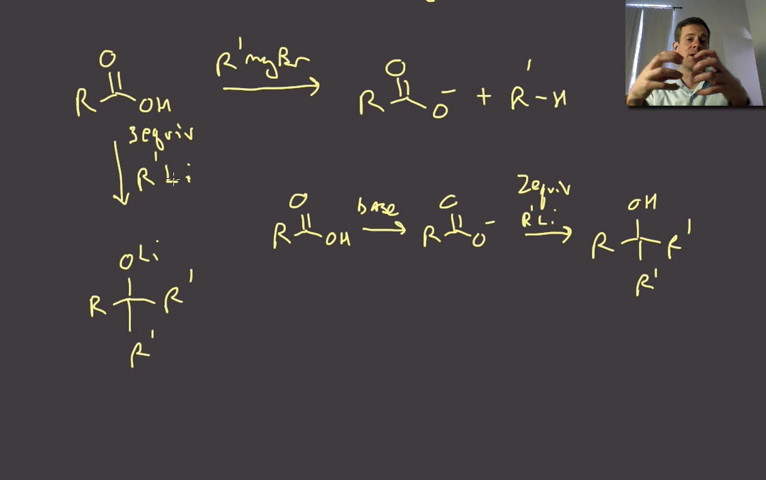 O
R OH
R'mgBr
O
R O⁻ + R'-H
3equiv
R'Li
O
R OH
BASE
O
R O⁻
2equiv
R'Li
OH
R R'
R'
OLi
R R'
R'